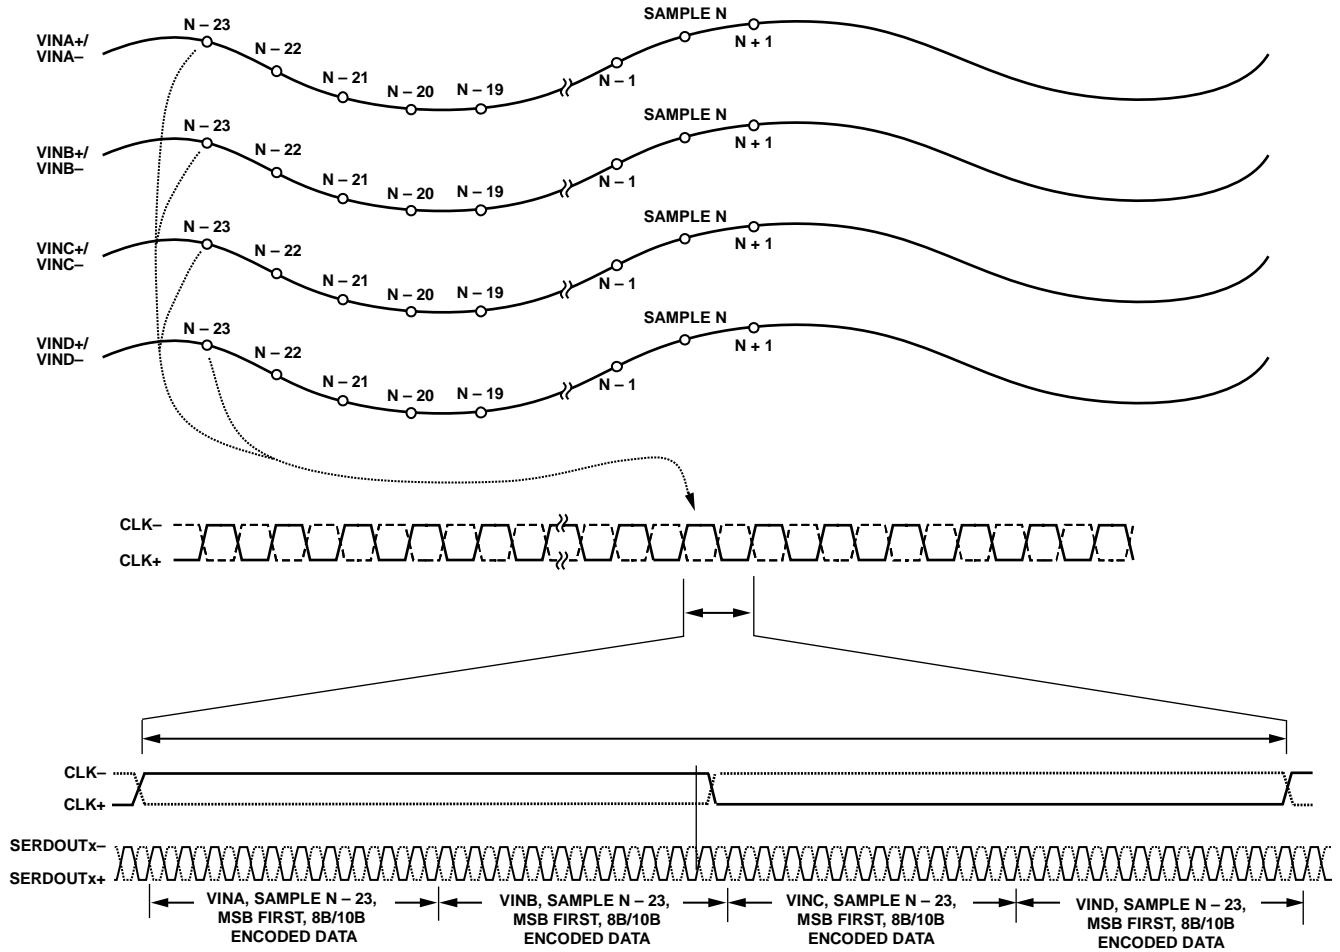 SAMPLE N
N – 23
VINA+/
VINA–
N – 22
N – 21
N – 20
N – 19
N – 1
N + 1
SAMPLE N
N – 23
VINB+/
VINB–
N – 22
N – 21
N – 20
N – 19
N – 1
N + 1
SAMPLE N
N – 23
VINC+/
VINC–
N – 22
N – 21
N – 20
N – 19
N – 1
N + 1
SAMPLE N
N – 23
VIND+/
VIND–
N – 22
N – 21
N – 20
N – 19
N – 1
N + 1
CLK–
CLK+
CLK–
CLK+
SERDOUTx–
SERDOUTx+
VINA, SAMPLE N – 23,
MSB FIRST, 8B/10B
ENCODED DATA
VINB, SAMPLE N – 23,
MSB FIRST, 8B/10B
ENCODED DATA
VINC, SAMPLE N – 23,
MSB FIRST, 8B/10B
ENCODED DATA
VIND, SAMPLE N – 23,
MSB FIRST, 8B/10B
ENCODED DATA